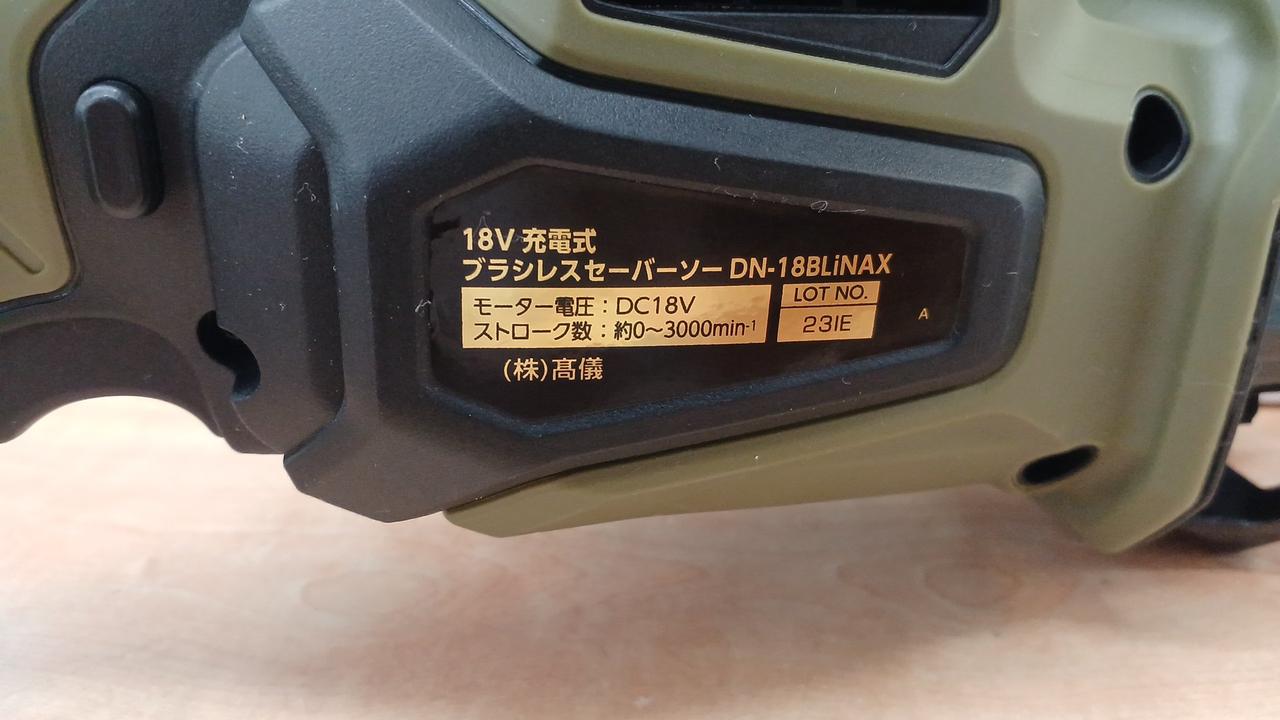 18V 充電式
ブラシレスセーバーソー DN-18BLiNAX
モーター電圧：DC18V
ストローク数：約0～3000min-1
LOT NO.
23IE
A
(株)髙儀